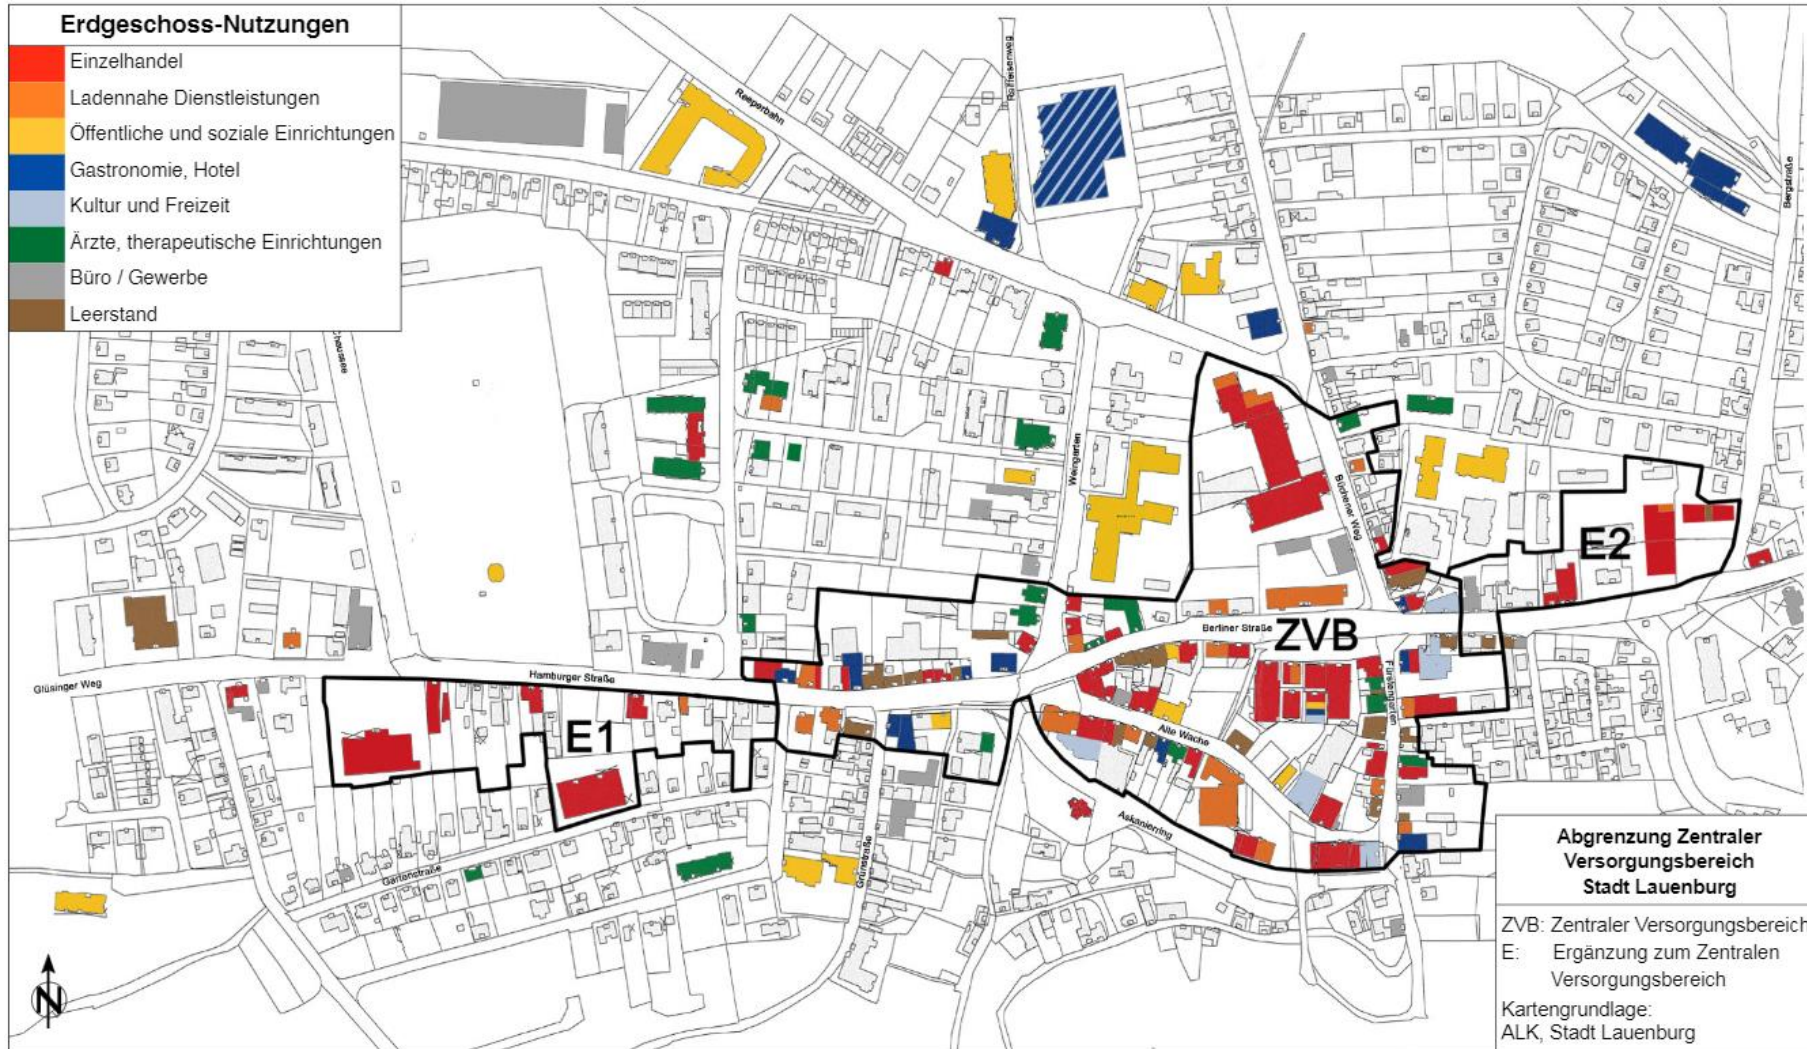 Erdgeschoss-Nutzungen
Einzelhandel
Ladennahe Dienstleistungen
Öffentliche und soziale Einrichtungen
Gastronomie, Hotel
Kultur und Freizeit
Ärzte, therapeutische Einrichtungen
Büro / Gewerbe
Leerstand
Reeperbahn
Raiffeisenweg
Bergstraße
Weingarten
Büchener Weg
E2
Berliner Straße
ZVB
Fürstengarten
Hamburger Straße
Glüsinger Weg
E1
Alte Wache
Askanierring
Grünstraße
Gartenstraße
N
Abgrenzung Zentraler
Versorgungsbereich
Stadt Lauenburg
ZVB: Zentraler Versorgungsbereich
E: Ergänzung zum Zentralen
Versorgungsbereich
Kartengrundlage:
ALK, Stadt Lauenburg